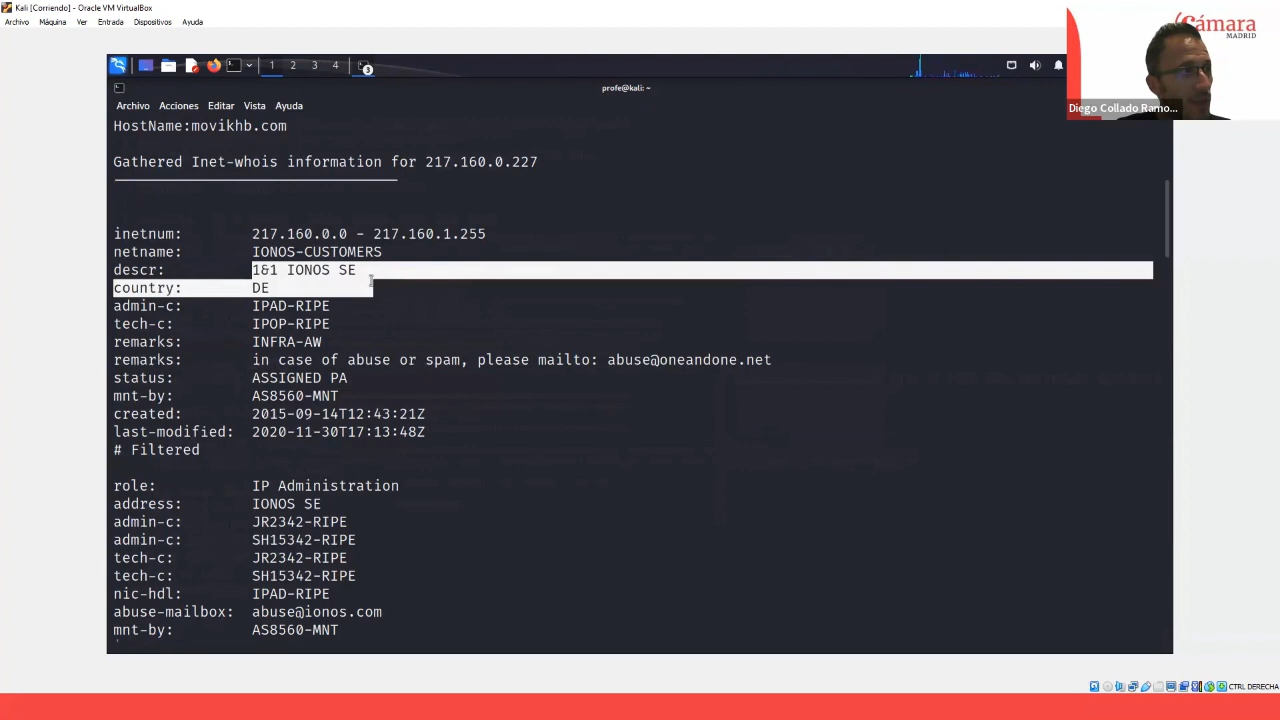 Kali [Corriendo] - Oracle VM VirtualBox
Archivo Máquina Ver Entrada Dispositivos Ayuda
Cámara
MADRID
1 2 3 4 3
profe@kali: ~
Diego Collado Ramo...
Archivo Acciones Editar Vista Ayuda
HostName:movikhb.com
Gathered Inet-whois information for 217.160.0.227
inetnum: 217.160.0.0 - 217.160.1.255
netname: IONOS-CUSTOMERS
descr: 1&1 IONOS SE
country: DE
admin-c: IPAD-RIPE
tech-c: IPOP-RIPE
remarks: INFRA-AW
remarks: in case of abuse or spam, please mailto: abuse@oneandone.net
status: ASSIGNED PA
mnt-by: AS8560-MNT
created: 2015-09-14T12:43:21Z
last-modified: 2020-11-30T17:13:48Z
# Filtered
role: IP Administration
address: IONOS SE
admin-c: JR2342-RIPE
admin-c: SH15342-RIPE
tech-c: JR2342-RIPE
tech-c: SH15342-RIPE
nic-hdl: IPAD-RIPE
abuse-mailbox: abuse@ionos.com
mnt-by: AS8560-MNT
CTRL DERECHA